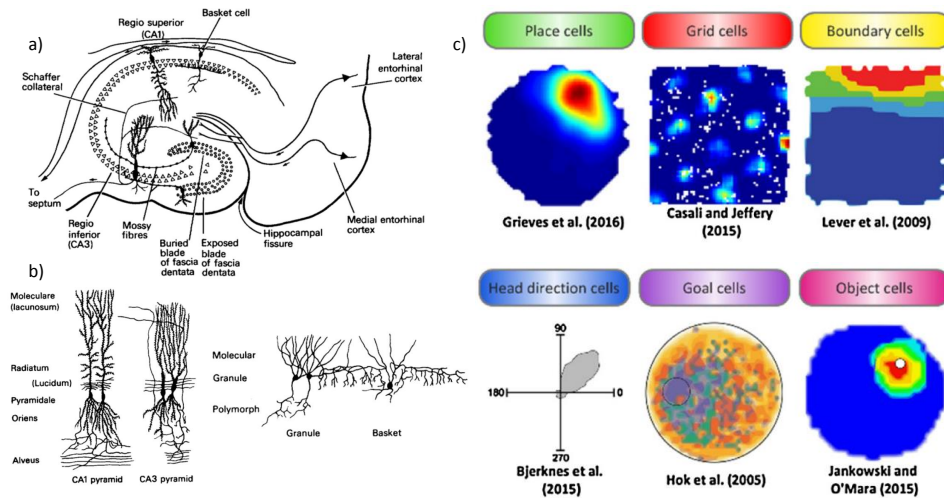 a)
Regio superior
(CA1)
Basket cell
Schaffer
collateral
Lateral
entorhinal
cortex
To
septum
Regio
inferior
(CA3)
Mossy
fibres
Buried
blade
of fascia
dentata
Exposed
blade
of fascia
dentata
Hippocampal
fissure
Medial entorhinal
cortex
b)
Moleculare
(lacunosum)
Radiatum
(Lucidum)
Pyramidale
Oriens
Alveus
CA1 pyramid
CA3 pyramid
Molecular
Granule
Polymorph
Granule
Basket
c)
Place cells
Grid cells
Boundary cells
Grieves et al. (2016)
Casali and Jeffery
(2015)
Lever et al. (2009)
Head direction cells
Goal cells
Object cells
90
180
0
270
Bjerknes et al.
(2015)
Hok et al. (2005)
Jankowski and
O'Mara (2015)